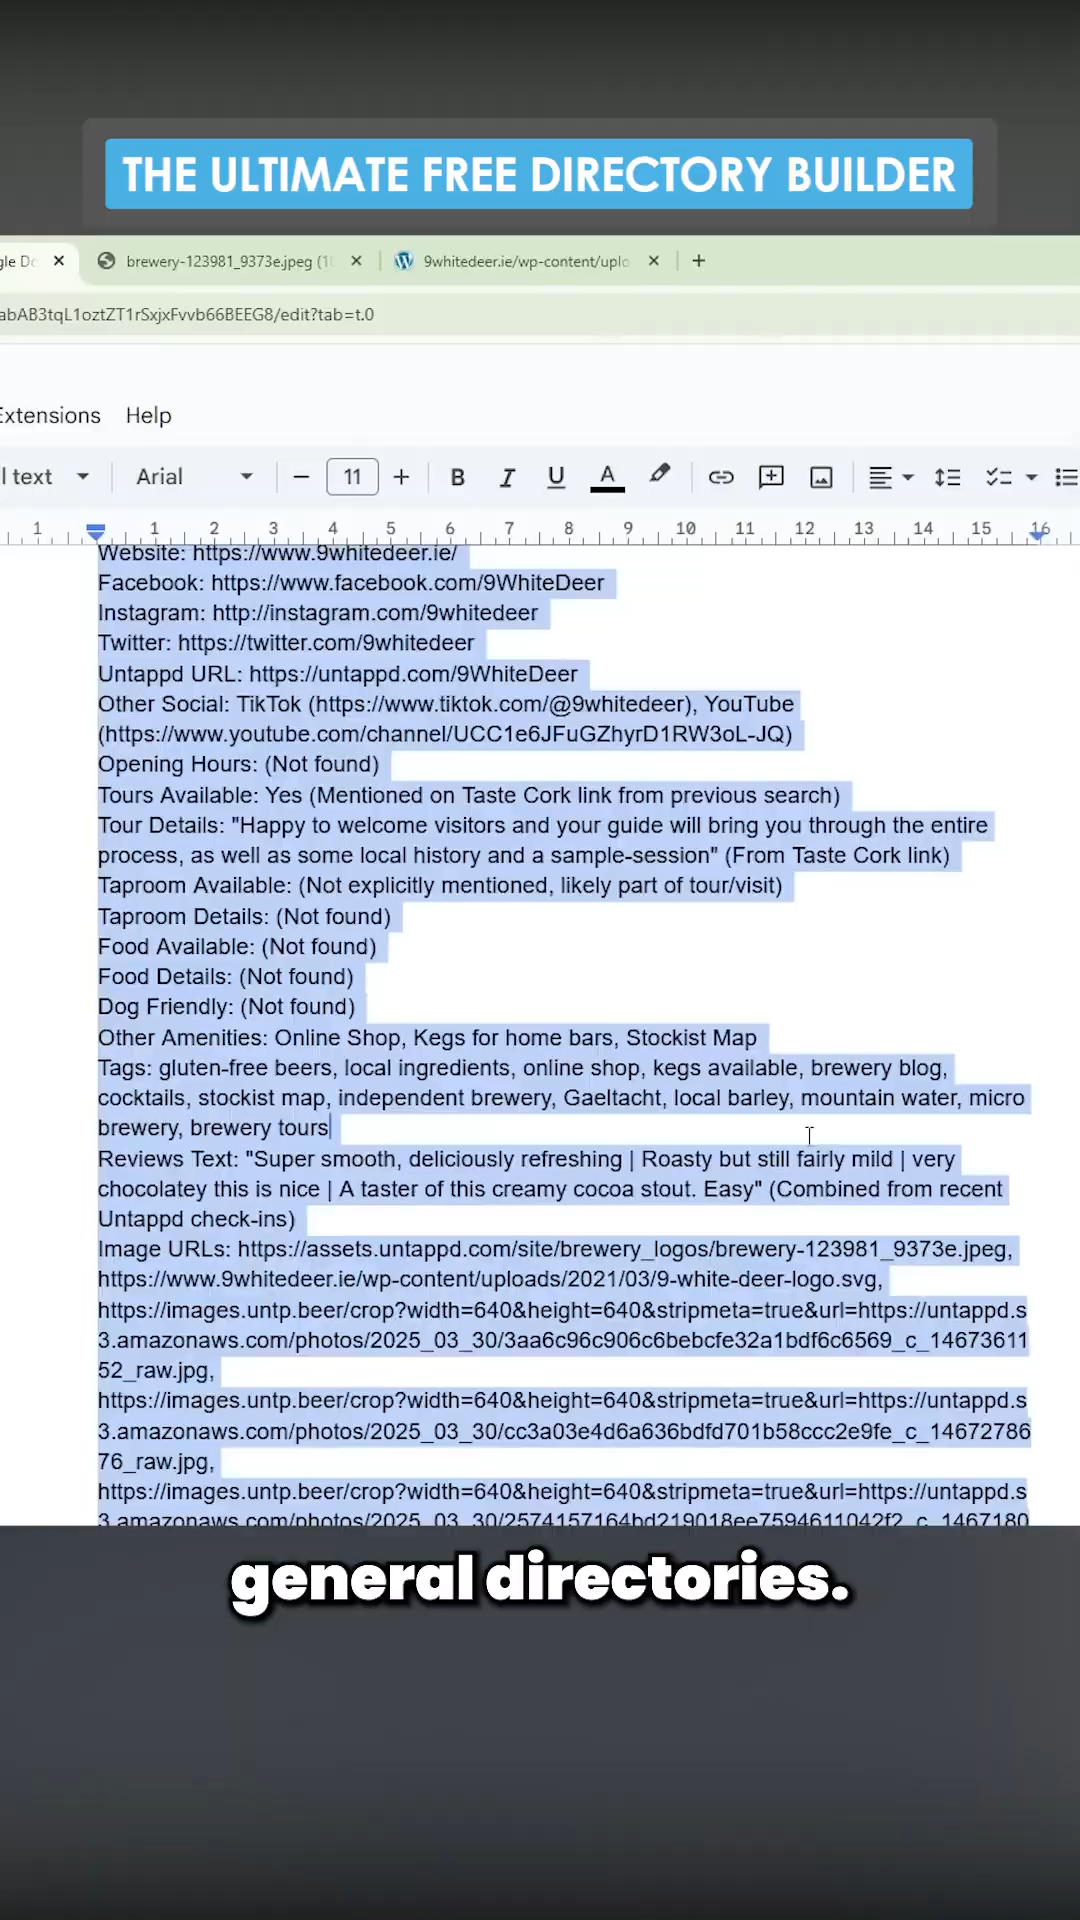 THE ULTIMATE FREE DIRECTORY BUILDER
brewery-123981_9373e.jpeg (1
9whitedeer.ie/wp-content/uplo
abAB3tqL1oztZT1rSxjxFvvb66BEEG8/edit?tab=t.0
Extensions Help
l text Arial 11 B I U A
1 1 2 3 4 5 6 7 8 9 10 11 12 13 14 15 16
Website: https://www.9whitedeer.ie/
Facebook: https://www.facebook.com/9WhiteDeer
Instagram: http://instagram.com/9whitedeer
Twitter: https://twitter.com/9whitedeer
Untappd URL: https://untappd.com/9WhiteDeer
Other Social: TikTok (https://www.tiktok.com/@9whitedeer), YouTube
(https://www.youtube.com/channel/UCC1e6JFuGZhyrD1RW3oL-JQ)
Opening Hours: (Not found)
Tours Available: Yes (Mentioned on Taste Cork link from previous search)
Tour Details: "Happy to welcome visitors and your guide will bring you through the entire
process, as well as some local history and a sample-session" (From Taste Cork link)
Taproom Available: (Not explicitly mentioned, likely part of tour/visit)
Taproom Details: (Not found)
Food Available: (Not found)
Food Details: (Not found)
Dog Friendly: (Not found)
Other Amenities: Online Shop, Kegs for home bars, Stockist Map
Tags: gluten-free beers, local ingredients, online shop, kegs available, brewery blog,
cocktails, stockist map, independent brewery, Gaeltacht, local barley, mountain water, micro
brewery, brewery tours
Reviews Text: "Super smooth, deliciously refreshing | Roasty but still fairly mild | very
chocolatey this is nice | A taster of this creamy cocoa stout. Easy" (Combined from recent
Untappd check-ins)
Image URLs: https://assets.untappd.com/site/brewery_logos/brewery-123981_9373e.jpeg,
https://www.9whitedeer.ie/wp-content/uploads/2021/03/9-white-deer-logo.svg,
https://images.untp.beer/crop?width=640&height=640&stripmeta=true&url=https://untappd.s
3.amazonaws.com/photos/2025_03_30/3aa6c96c906c6bebcfe32a1bdf6c6569_c_14673611
52_raw.jpg,
https://images.untp.beer/crop?width=640&height=640&stripmeta=true&url=https://untappd.s
3.amazonaws.com/photos/2025_03_30/cc3a03e4d6a636bdfd701b58ccc2e9fe_c_14672786
76_raw.jpg,
https://images.untp.beer/crop?width=640&height=640&stripmeta=true&url=https://untappd.s
3.amazonaws.com/photos/2025_03_30/2574157164bd219018ee7594611042f2_c_1467180
general directories.